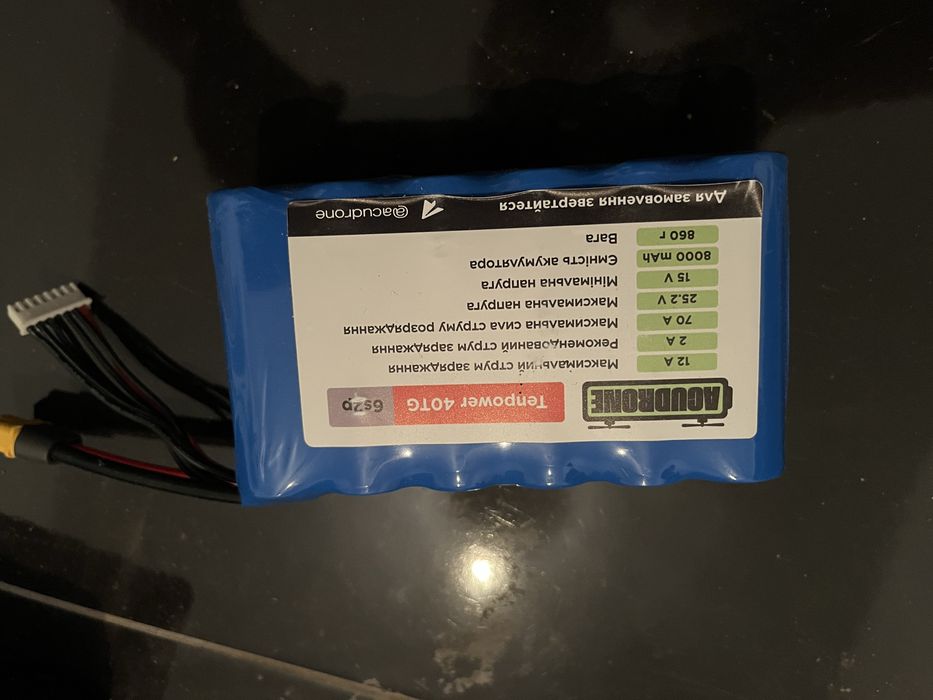 ACUDRONE
Tenpower 40TG 6s2p
12 A Максимальний струм заряджання
2 A Рекомендований струм заряджання
70 A Максимальна сила струму розряджання
25.2 V Максимальна напруга
15 V Мінімальна напруга
8000 mAh Ємність акумулятора
860 г Вага
Для замовлення звертайтеся @acudrone